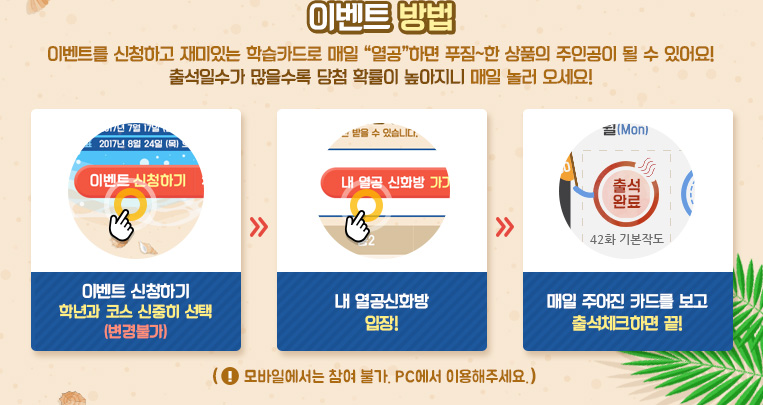 이벤트 방법
이벤트를 신청하고 재미있는 학습카드로 매일 “열공”하면 푸짐~한 상품의 주인공이 될 수 있어요!
출석일수가 많을수록 당첨 확률이 높아지니 매일 놀러 오세요!
2017년 7월 17일
2017년 8월 24일 (목)
이벤트 신청하기
이벤트 신청하기
학년과 코스 신중히 선택
(변경불가)
받을 수 있습니다.
내 열공 신화방 가기
내 열공신화방
입장!
월(Mon)
출석
완료
42화 기본작도
매일 주어진 카드를 보고
출석체크하면 끝!
( ! 모바일에서는 참여 불가. PC에서 이용해주세요.)